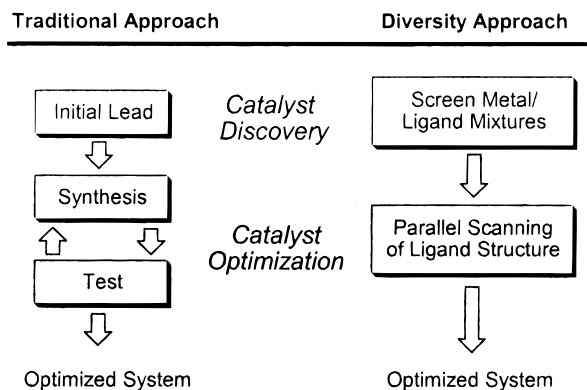 Traditional Approach
Diversity Approach
Initial Lead
Catalyst
Discovery
Screen Metal/
Ligand Mixtures
Synthesis
Catalyst
Optimization
Parallel Scanning
of Ligand Structure
Test
Optimized System
Optimized System